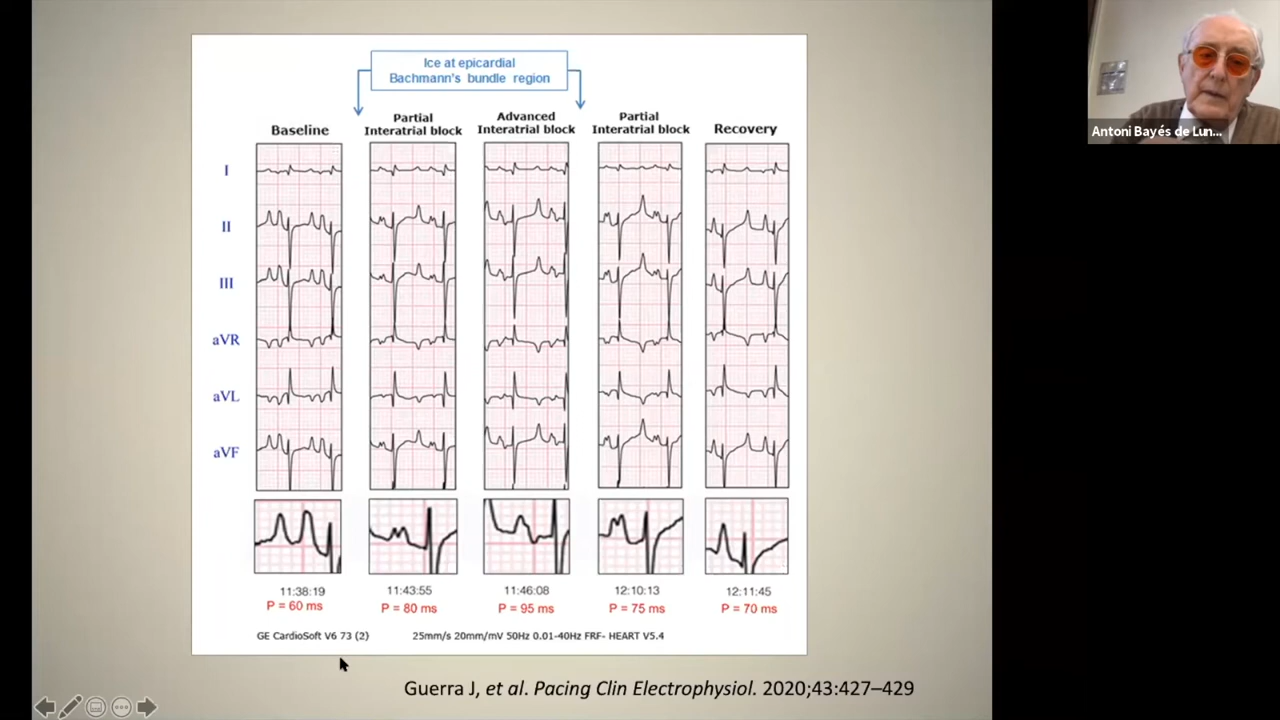 Ice at epicardial
Bachmann's bundle region
Baseline
Partial
Interatrial block
Advanced
Interatrial block
Partial
Interatrial block
Recovery
I
II
III
aVR
aVL
aVF
11:38:19
11:43:55
11:46:08
12:10:13
12:11:45
P = 60 ms
P = 80 ms
P = 95 ms
P = 75 ms
P = 70 ms
GE CardioSoft V6 73 (2)
25mm/s 20mm/mV 50Hz 0.01-40Hz FRF- HEART V5.4
Guerra J, et al. Pacing Clin Electrophysiol. 2020;43:427–429
Antoni Bayés de Lun...